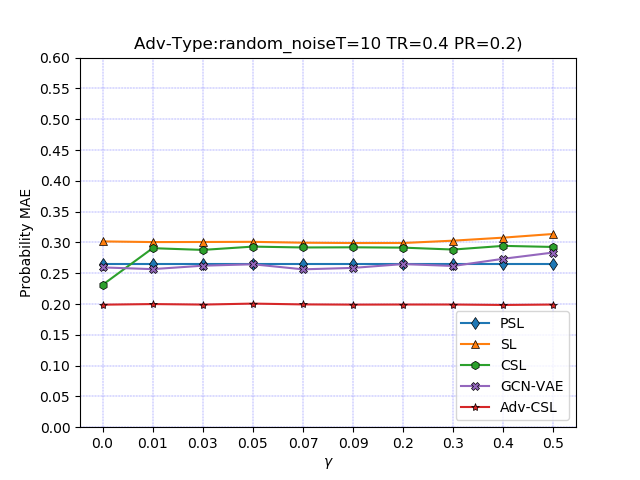 Adv-Type:random_noiseT=10 TR=0.4 PR=0.2)
0.60
0.55
0.50
0.45
0.40
0.35
0.30
0.25
0.20
0.15
0.10
0.05
0.00
Probability MAE
PSL
SL
CSL
GCN-VAE
Adv-CSL
0.0 0.01 0.03 0.05 0.07 0.09 0.2 0.3 0.4 0.5
γ